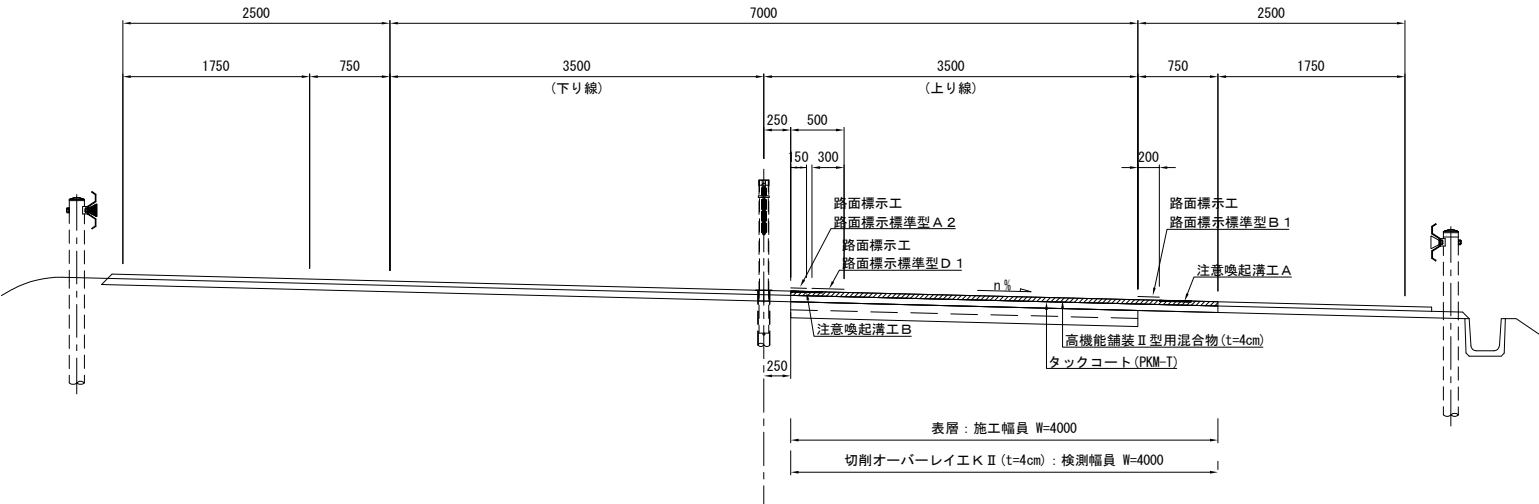 2500
7000
2500
1750
750
3500
3500
750
1750
(下り線)
(上り線)
250
500
150
300
200
路面標示工
路面標示標準型A2
路面標示工
路面標示標準型D1
路面標示工
路面標示標準型B1
注意喚起溝工A
n%
注意喚起溝工B
高機能舗装Ⅱ型用混合物(t=4cm)
タックコート(PKM-T)
250
表層：施工幅員 W=4000
切削オーバーレイ工KⅡ(t=4cm)：検測幅員 W=4000